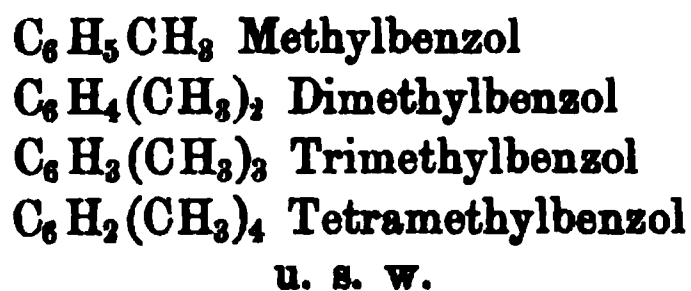 C₆H₅CH₃ Methylbenzol
C₆H₄(CH₃)₂ Dimethylbenzol
C₆H₃(CH₃)₃ Trimethylbenzol
C₆H₂(CH₃)₄ Tetramethylbenzol
u. s. w.